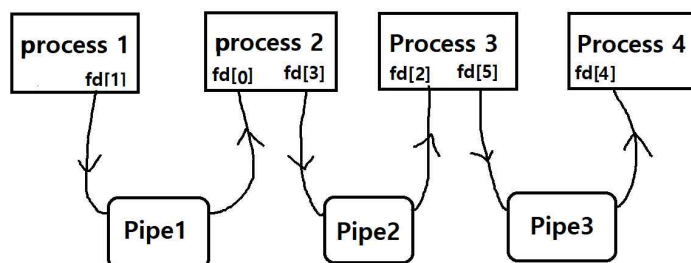 process 1
fd[1]
process 2
fd[0] fd[3]
Process 3
fd[2] fd[5]
Process 4
fd[4]
Pipe1
Pipe2
Pipe3